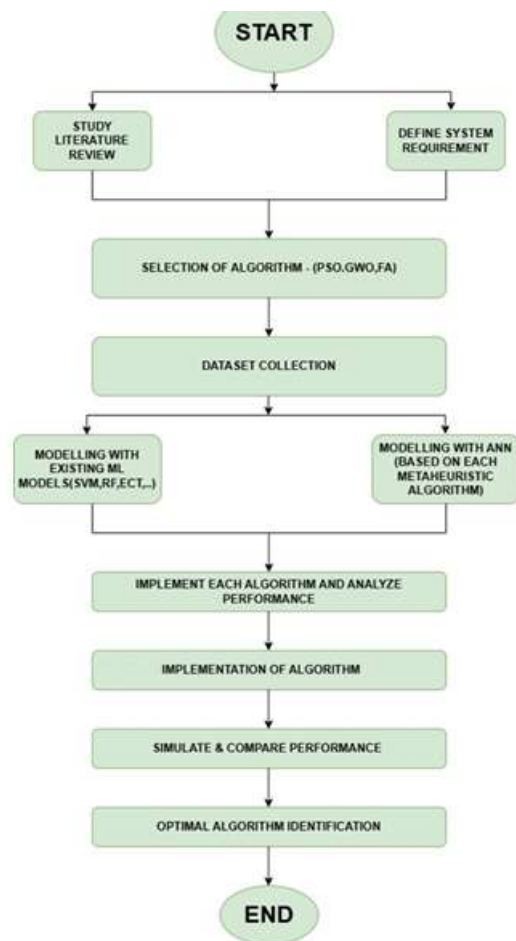 START
STUDY
LITERATURE
REVIEW
DEFINE SYSTEM
REQUIREMENT
SELECTION OF ALGORITHM - (PSO.GWO,FA)
DATASET COLLECTION
MODELLING WITH
EXISTING ML
MODELS(SVM,RF,ECT,..)
MODELLING WITH ANN
(BASED ON EACH
METAHEURISTIC
ALGORITHM)
IMPLEMENT EACH ALGORITHM AND ANALYZE
PERFORMANCE
IMPLEMENTATION OF ALGORITHM
SIMULATE & COMPARE PERFORMANCE
OPTIMAL ALGORITHM IDENTIFICATION
END